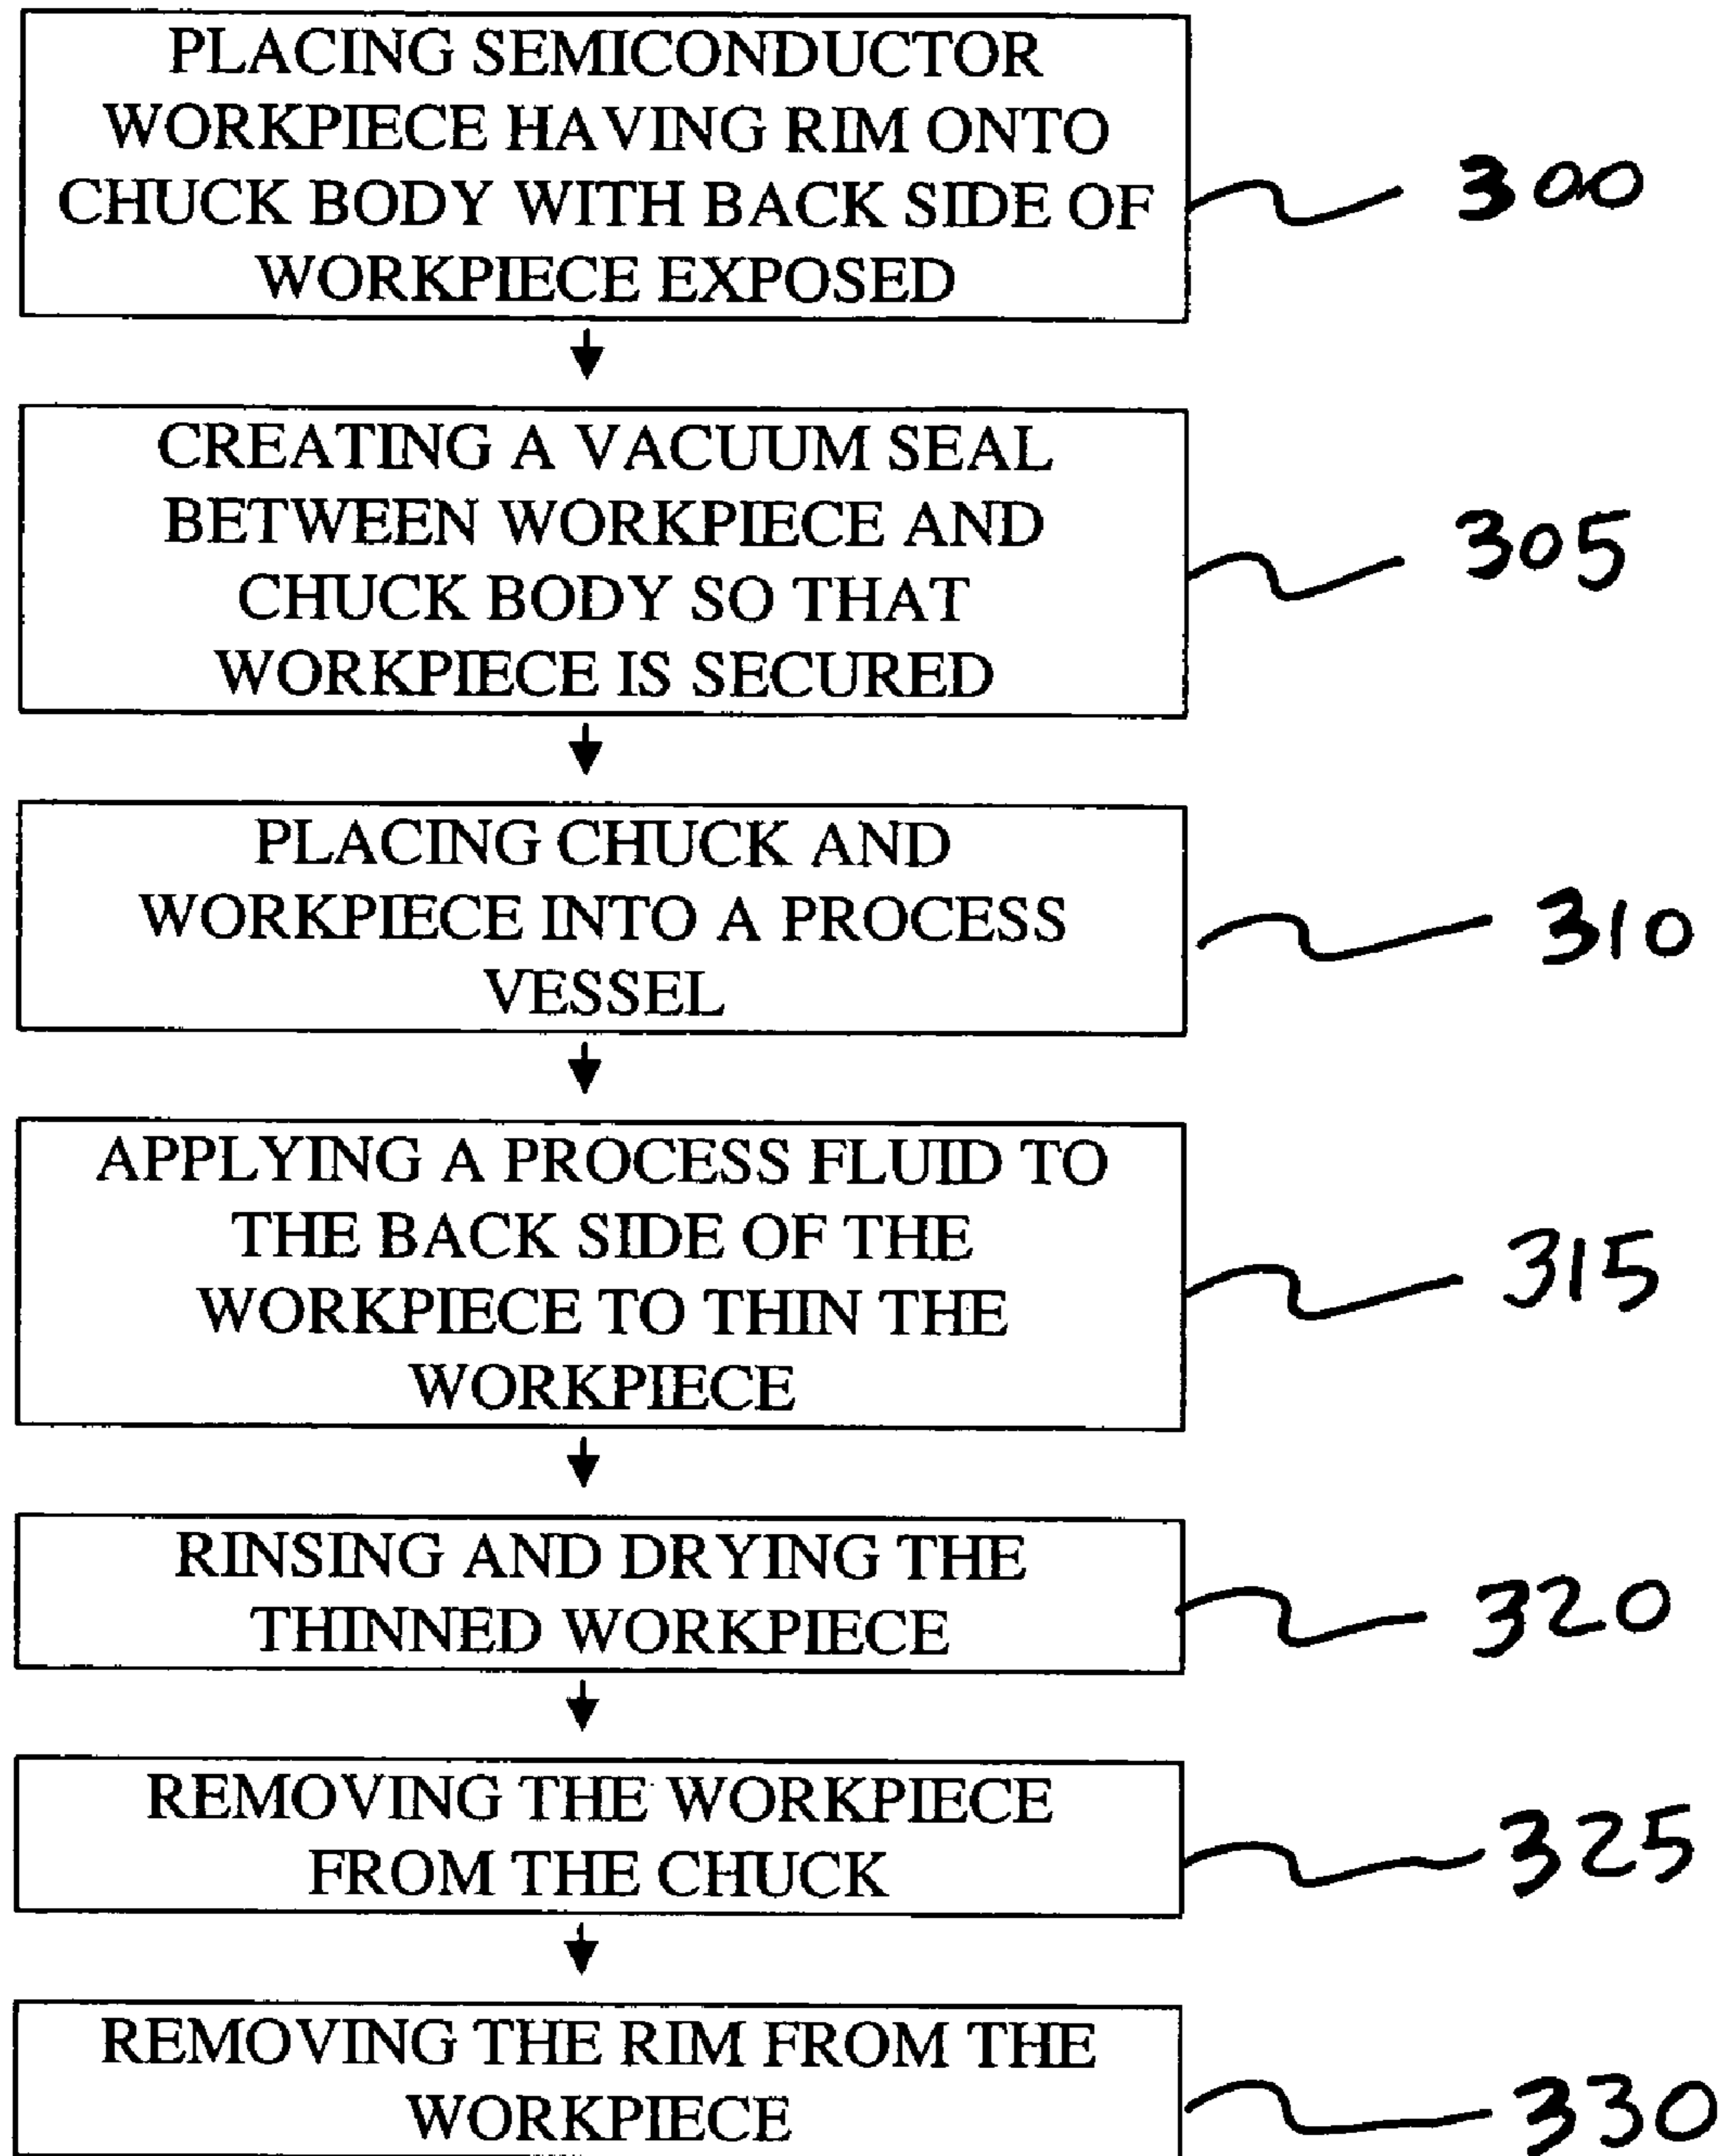 PLACING SEMICONDUCTOR
WORKPIECE HAVING RIM ONTO
CHUCK BODY WITH BACK SIDE OF
WORKPIECE EXPOSED
300
CREATING A VACUUM SEAL
BETWEEN WORKPIECE AND
CHUCK BODY SO THAT
WORKPIECE IS SECURED
305
PLACING CHUCK AND
WORKPIECE INTO A PROCESS
VESSEL
310
APPLYING A PROCESS FLUID TO
THE BACK SIDE OF THE
WORKPIECE TO THIN THE
WORKPIECE
315
RINSING AND DRYING THE
THINNED WORKPIECE
320
REMOVING THE WORKPIECE
FROM THE CHUCK
325
REMOVING THE RIM FROM THE
WORKPIECE
330